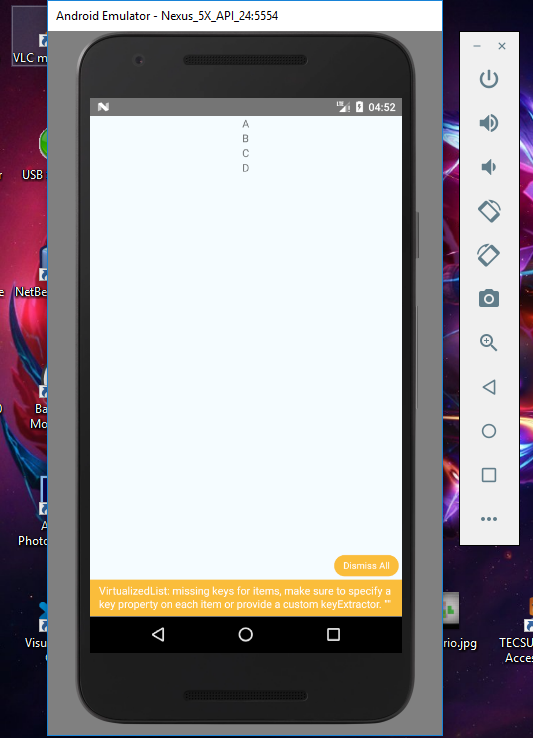 Android Emulator - Nexus_5X_API_24:5554
VLC m
USB
NetBe
Ba
Mo
A
Photo
Visu
LTE
04:52
A
B
C
D
Dismiss All
VirtualizedList: missing keys for items, make sure to specify a
key property on each item or provide a custom keyExtractor. ""
rio.jpg
TECSU
Acces